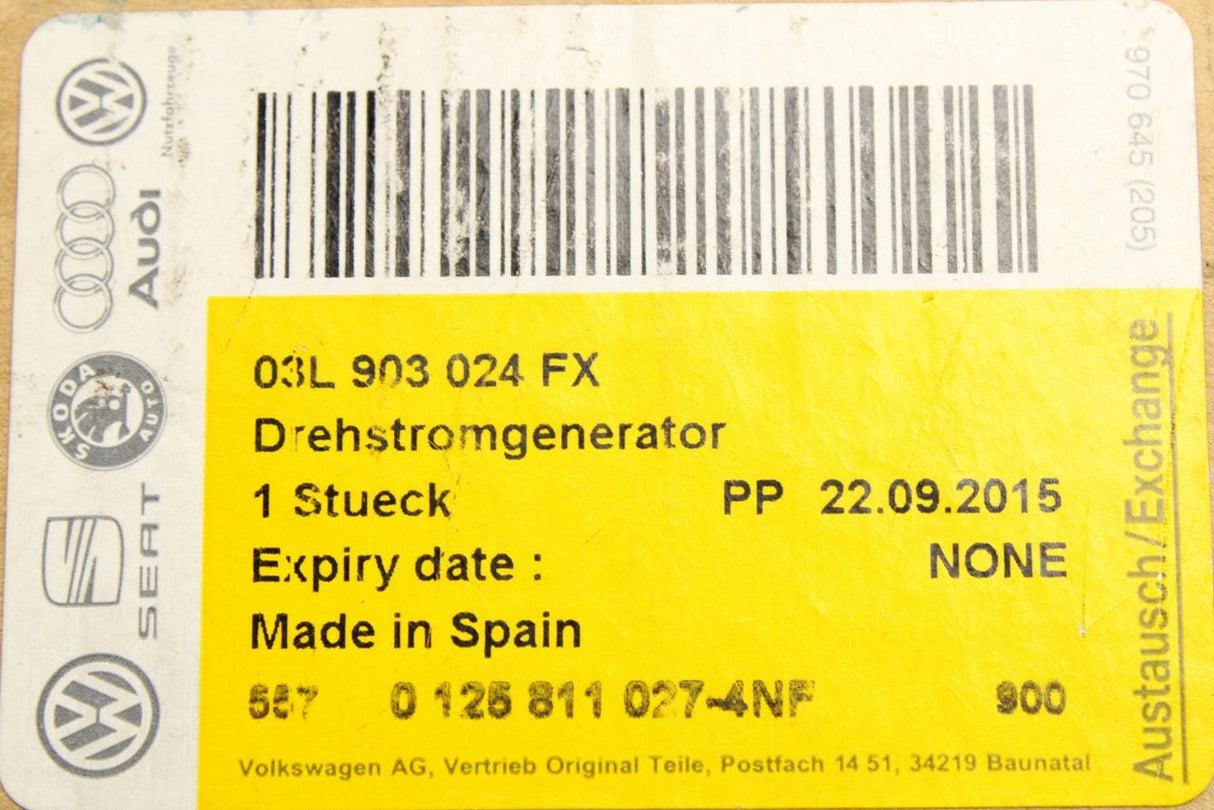 Nutzfahrzeuge
Audi
SKODA
AUTO
SEAT
970 645 (205)
03L 903 024 FX
Drehstromgenerator
1 Stueck PP 22.09.2015
Expiry date : NONE
Made in Spain
0 125 811 027-4NF 900
Volkswagen AG, Vertrieb Original Teile, Postfach 14 51, 34219 Baunatal
Austausch/Exchange